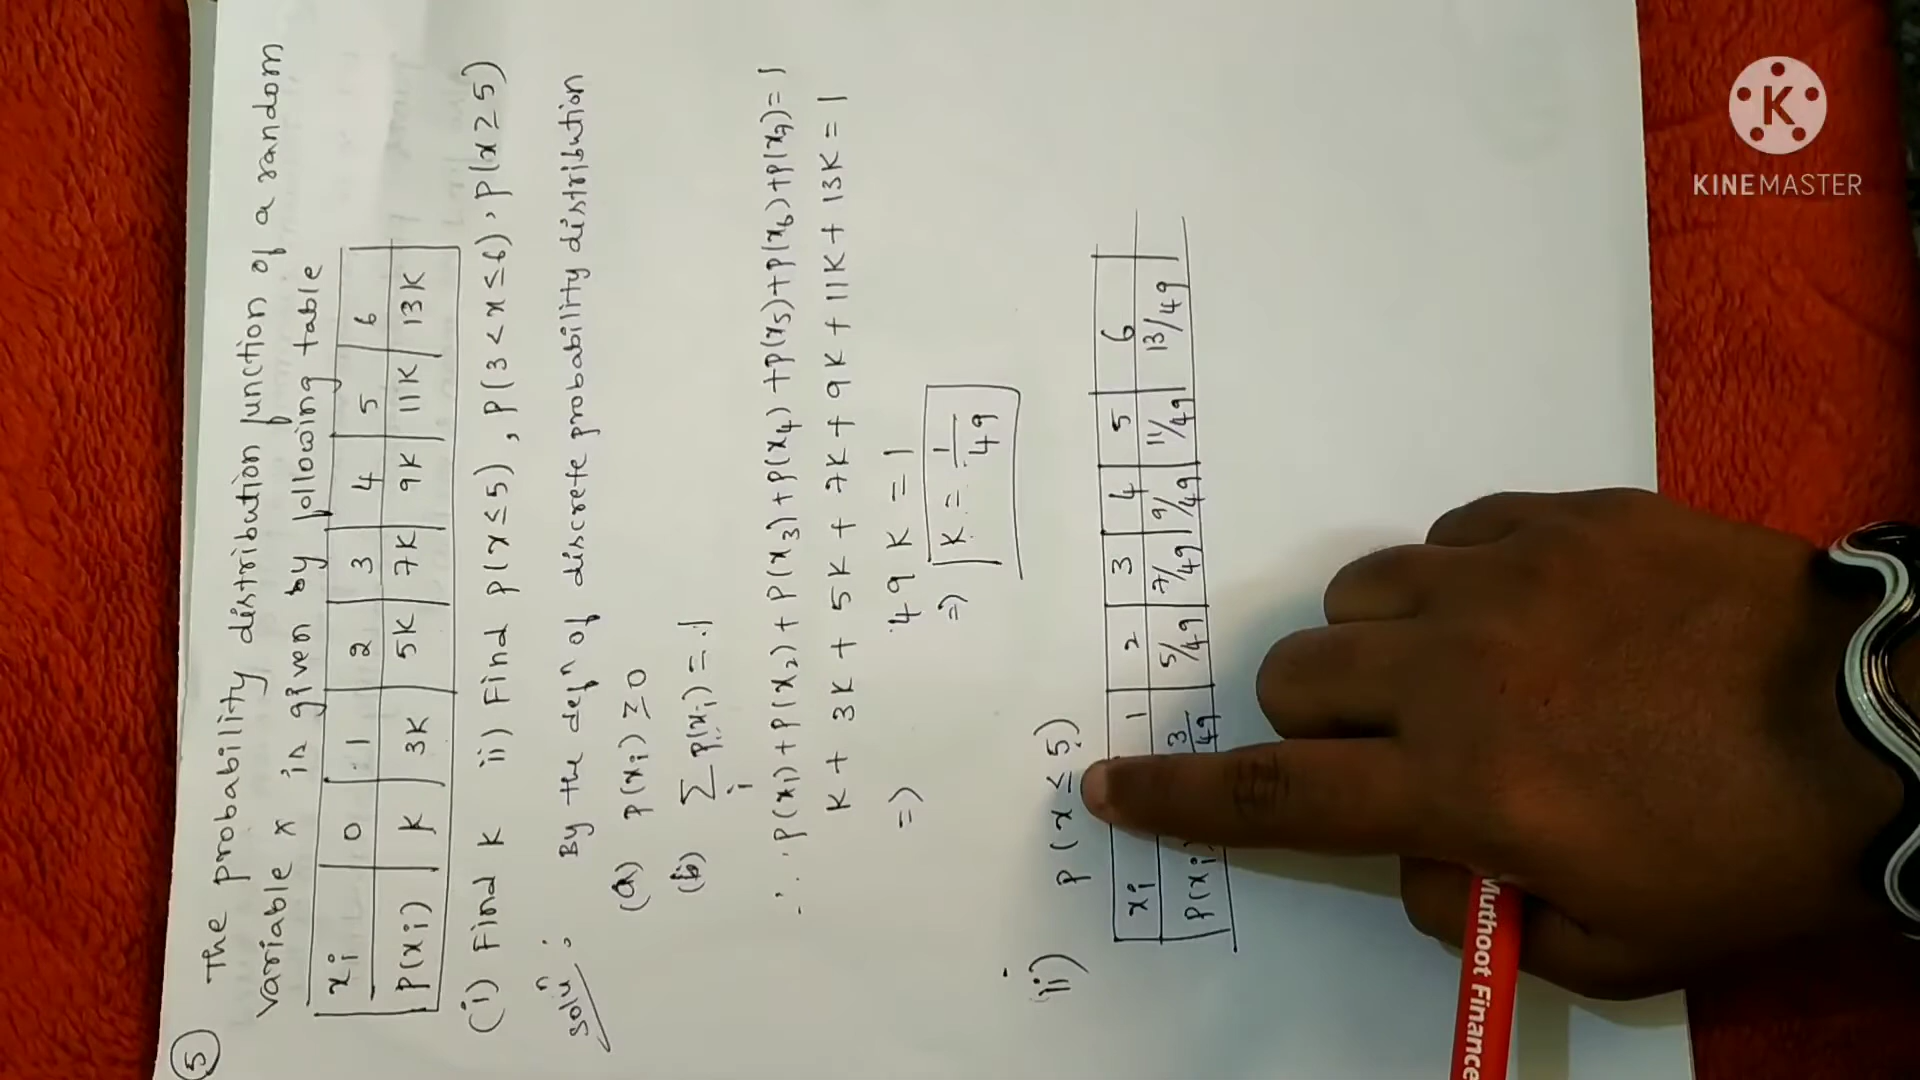 5 The probability distribution function of a random
variable x is given by following table
xi | 0 | 1 | 2 | 3 | 4 | 5 | 6
P(xi) | K | 3K | 5K | 7K | 9K | 11K | 13K
(i) Find K ii) Find P(x ≤ 5), P(3 < x ≤ 6), P(x ≥ 5)
Soluⁿ: By the defⁿ of discrete probability distribution
(a) P(xi) ≥ 0
(b) Σ P(xi) = 1
i
∴ P(x1) + P(x2) + P(x3) + P(x4) + P(x5) + P(x6) + P(x7) = 1
K + 3K + 5K + 7K + 9K + 11K + 13K = 1
=) 49K = 1
=) K = 1/49
ii) P(x ≤ 5)
xi | 1 | 2 | 3 | 4 | 5 | 6
P(xi) 3/49 | 5/49 | 7/49 | 9/49 | 11/49 | 13/49
Muthoot Finance
K
KINEMASTER